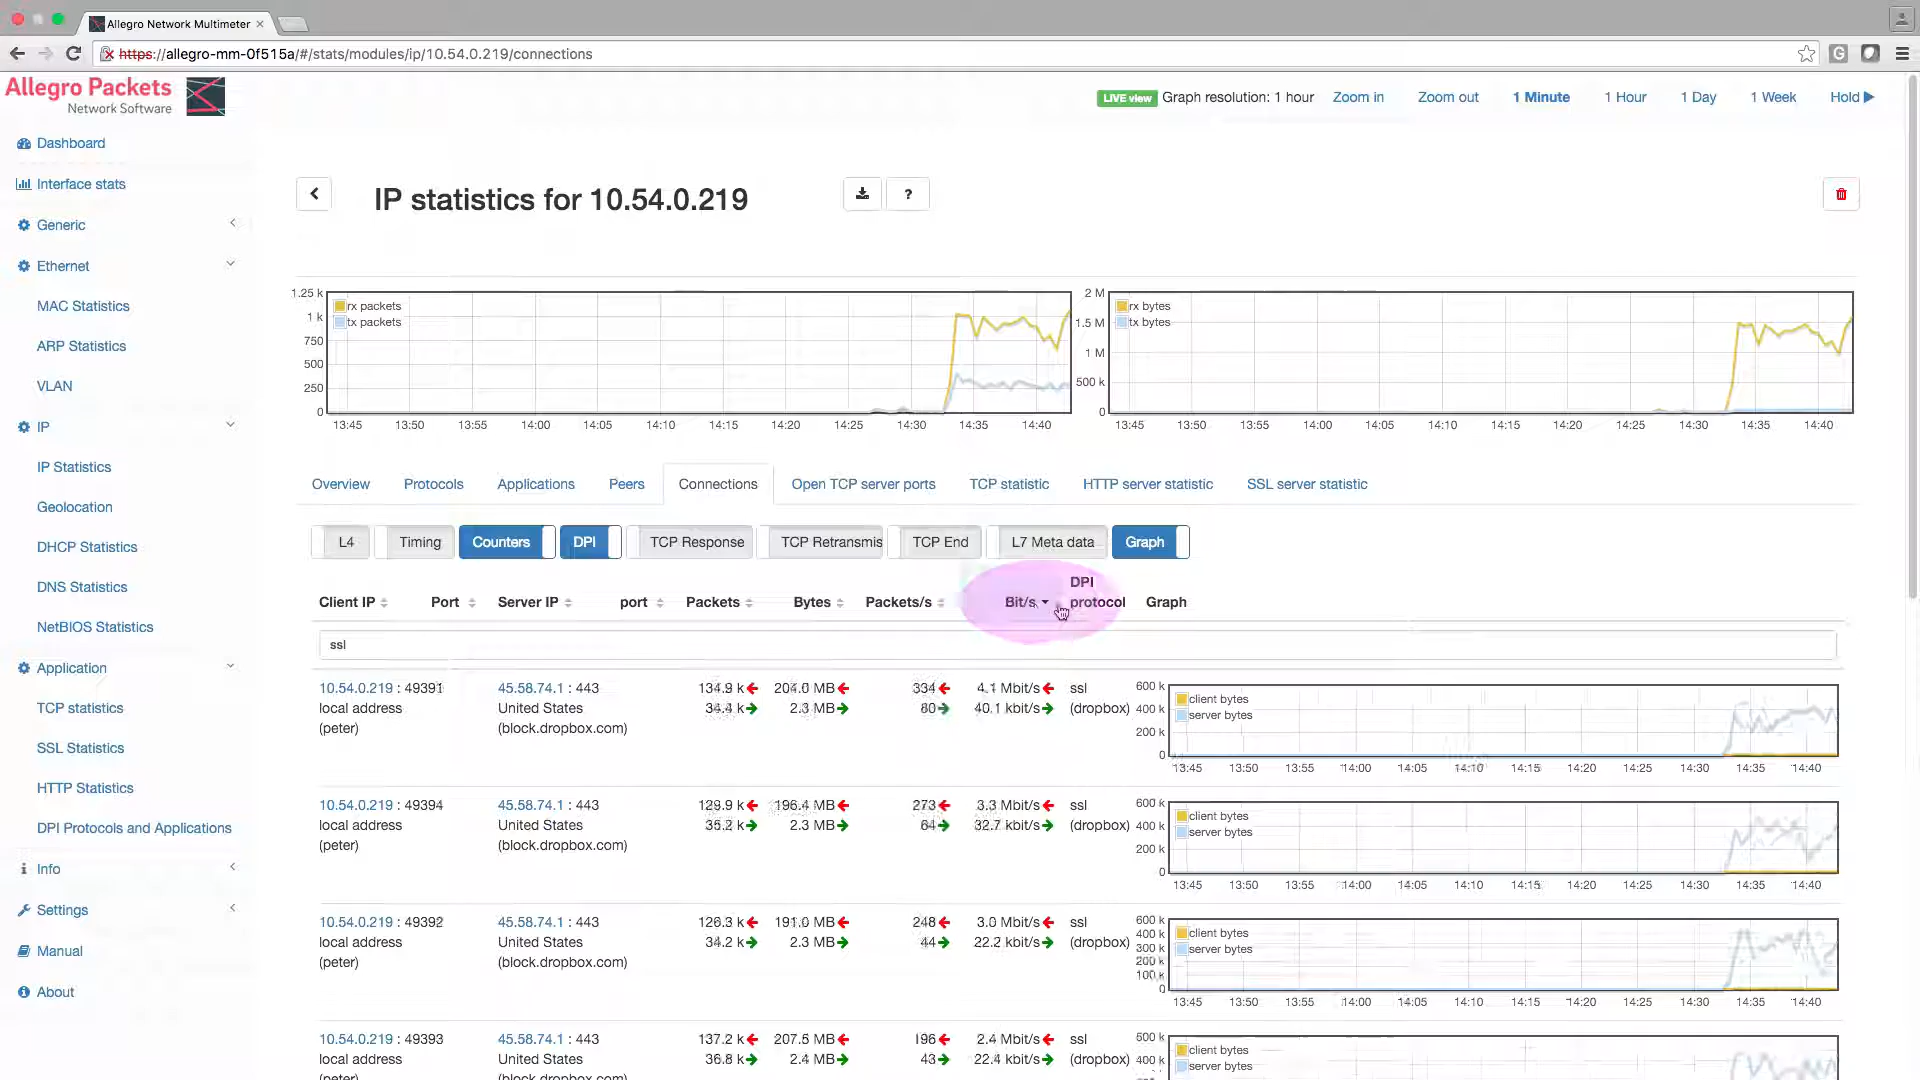 Allegro Network Multimeter
https://allegro-mm-0f515a/#/stats/modules/ip/10.54.0.219/connections
Allegro Packets
Network Software
LIVE view Graph resolution: 1 hour Zoom in Zoom out 1 Minute 1 Hour 1 Day 1 Week Hold
Dashboard
Interface stats
Generic
Ethernet
MAC Statistics
ARP Statistics
VLAN
IP
IP Statistics
Geolocation
DHCP Statistics
DNS Statistics
NetBIOS Statistics
Application
TCP statistics
SSL Statistics
HTTP Statistics
DPI Protocols and Applications
Info
Settings
Manual
About
IP statistics for 10.54.0.219
?
1.25 k
1 k
750
500
250
0
rx packets
tx packets
13:45 13:50 13:55 14:00 14:05 14:10 14:15 14:20 14:25 14:30 14:35 14:40
2 M
1.5 M
1 M
500 k
0
rx bytes
tx bytes
13:45 13:50 13:55 14:00 14:05 14:10 14:15 14:20 14:25 14:30 14:35 14:40
Overview Protocols Applications Peers Connections Open TCP server ports TCP statistic HTTP server statistic SSL server statistic
L4 Timing Counters DPI TCP Response TCP Retransmis TCP End L7 Meta data Graph
Client IP Port Server IP port Packets Bytes Packets/s Bit/s DPI protocol Graph
ssl
10.54.0.219 : 49391 45.58.74.1 : 443 134.9 k 204.0 MB 334 4.1 Mbit/s ssl
local address United States 34.4 k 2.3 MB 80 40.1 kbit/s (dropbox)
(peter) (block.dropbox.com)
600 k
400 k
200 k
0
client bytes
server bytes
13:45 13:50 13:55 14:00 14:05 14:10 14:15 14:20 14:25 14:30 14:35 14:40
10.54.0.219 : 49394 45.58.74.1 : 443 129.9 k 196.4 MB 273 3.3 Mbit/s ssl
local address United States 35.2 k 2.3 MB 64 32.7 kbit/s (dropbox)
(peter) (block.dropbox.com)
600 k
400 k
200 k
0
client bytes
server bytes
13:45 13:50 13:55 14:00 14:05 14:10 14:15 14:20 14:25 14:30 14:35 14:40
10.54.0.219 : 49392 45.58.74.1 : 443 126.3 k 191.0 MB 248 3.0 Mbit/s ssl
local address United States 34.2 k 2.3 MB 44 22.2 kbit/s (dropbox)
(peter) (block.dropbox.com)
600 k
400 k
300 k
200 k
100 k
0
client bytes
server bytes
13:45 13:50 13:55 14:00 14:05 14:10 14:15 14:20 14:25 14:30 14:35 14:40
10.54.0.219 : 49393 45.58.74.1 : 443 137.2 k 207.5 MB 196 2.4 Mbit/s ssl
local address United States 36.8 k 2.4 MB 43 22.4 kbit/s (dropbox)
(peter) (block.dropbox.com)
600 k
400 k
client bytes
server bytes